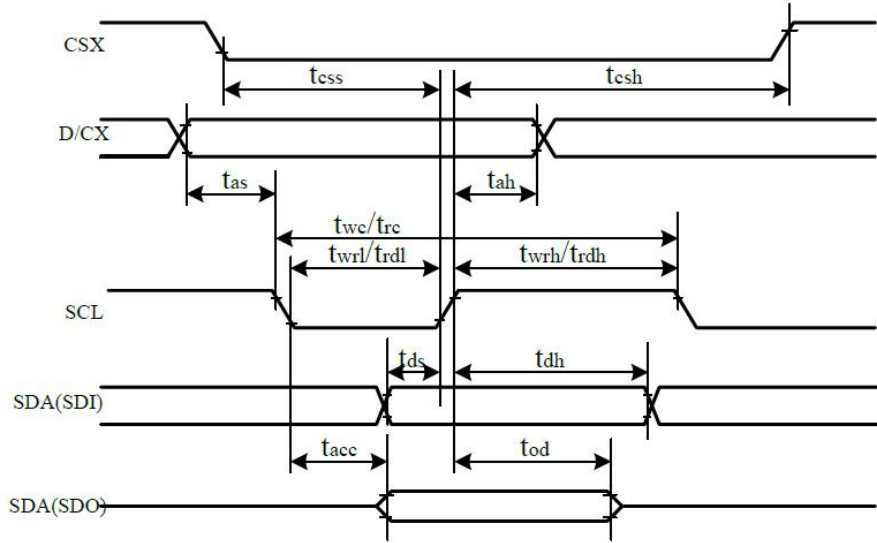 CSX
tcss
tcsh
D/CX
tas
tah
twc/trc
twrl/trdl
twrh/trdh
SCL
tds
tdh
SDA(SDI)
tacc
tod
SDA(SDO)